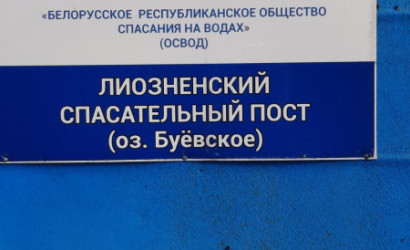 «БЕЛОРУССКОЕ РЕСПУБЛИКАНСКОЕ ОБЩЕСТВО
СПАСАНИЯ НА ВОДАХ»
(ОСВОД)
ЛИОЗНЕНСКИЙ
СПАСАТЕЛЬНЫЙ ПОСТ
(оз. Буёвское)